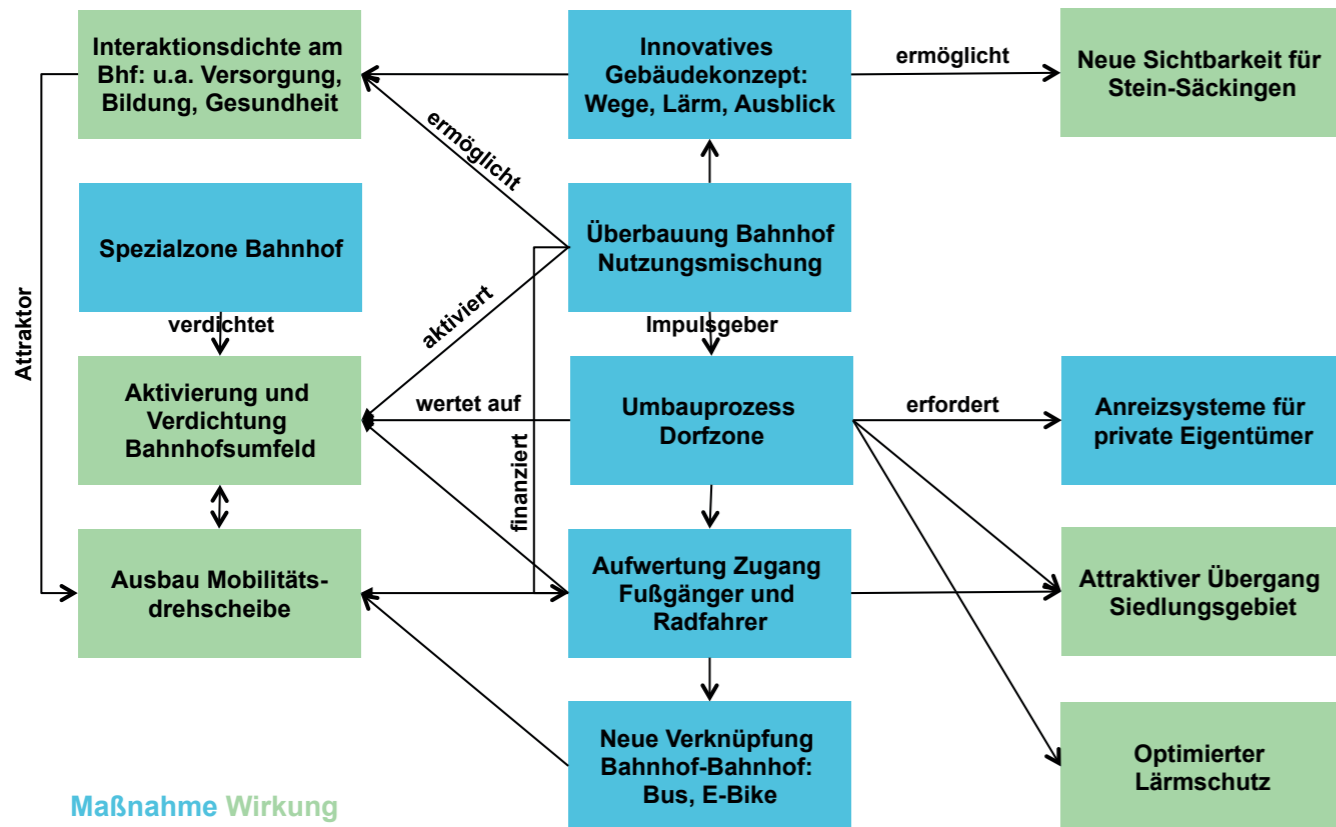 Interaktionsdichte am
Bhf: u.a. Versorgung,
Bildung, Gesundheit
Innovatives
Gebäudekonzept:
Wege, Lärm, Ausblick
ermöglicht
Neue Sichtbarkeit für
Stein-Säckingen
ermöglicht
Spezialzone Bahnhof
Überbauung Bahnhof
Nutzungsmischung
Attraktor
verdichtet
aktiviert
Impulsgeber
Aktivierung und
Verdichtung
Bahnhofsumfeld
wertet auf
Umbauprozess
Dorfzone
erfordert
Anreizsysteme für
private Eigentümer
finanziert
Ausbau Mobilitäts-
drehscheibe
Aufwertung Zugang
Fußgänger und
Radfahrer
Attraktiver Übergang
Siedlungsgebiet
Neue Verknüpfung
Bahnhof-Bahnhof:
Bus, E-Bike
Optimierter
Lärmschutz
Maßnahme Wirkung